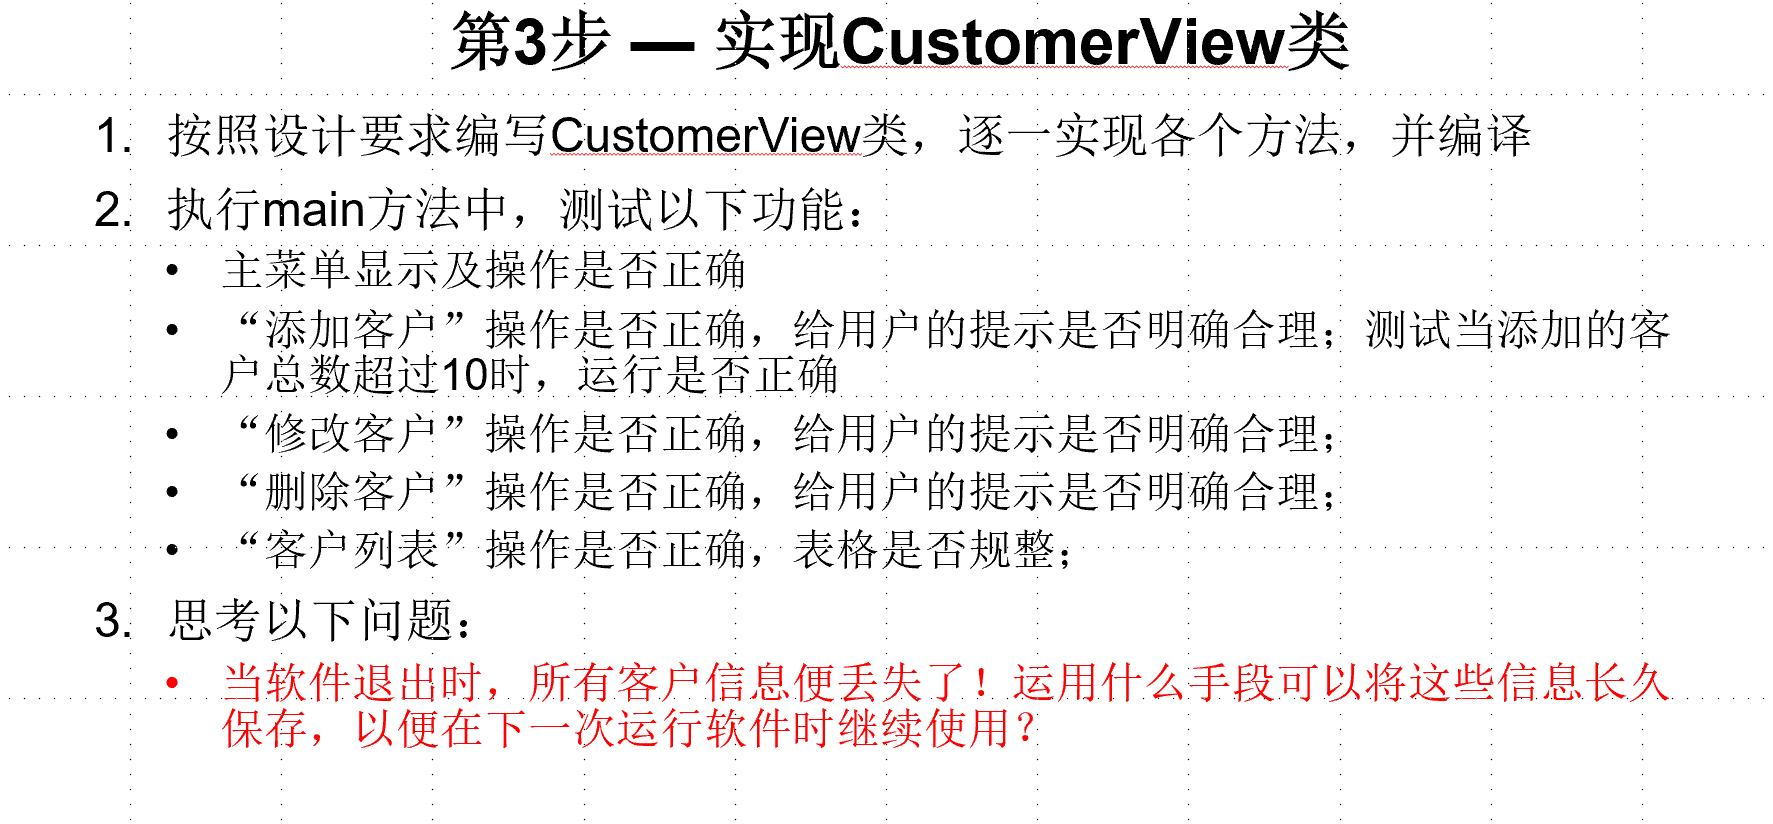 第3步 — 实现CustomerView类
1. 按照设计要求编写CustomerView类，逐一实现各个方法，并编译
2. 执行main方法中，测试以下功能：
• 主菜单显示及操作是否正确
• “添加客户”操作是否正确，给用户的提示是否明确合理；测试当添加的客
户总数超过10时，运行是否正确
• “修改客户”操作是否正确，给用户的提示是否明确合理；
• “删除客户”操作是否正确，给用户的提示是否明确合理；
• “客户列表”操作是否正确，表格是否规整；
3. 思考以下问题：
• 当软件退出时，所有客户信息便丢失了！运用什么手段可以将这些信息长久
保存，以便在下一次运行软件时继续使用？